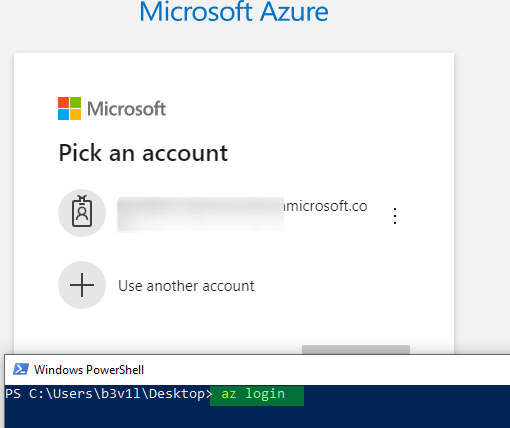 Microsoft Azure
Microsoft
Pick an account
microsoft.co
Use another account
Windows PowerShell
PS C:\Users\b3v1l\Desktop> az login